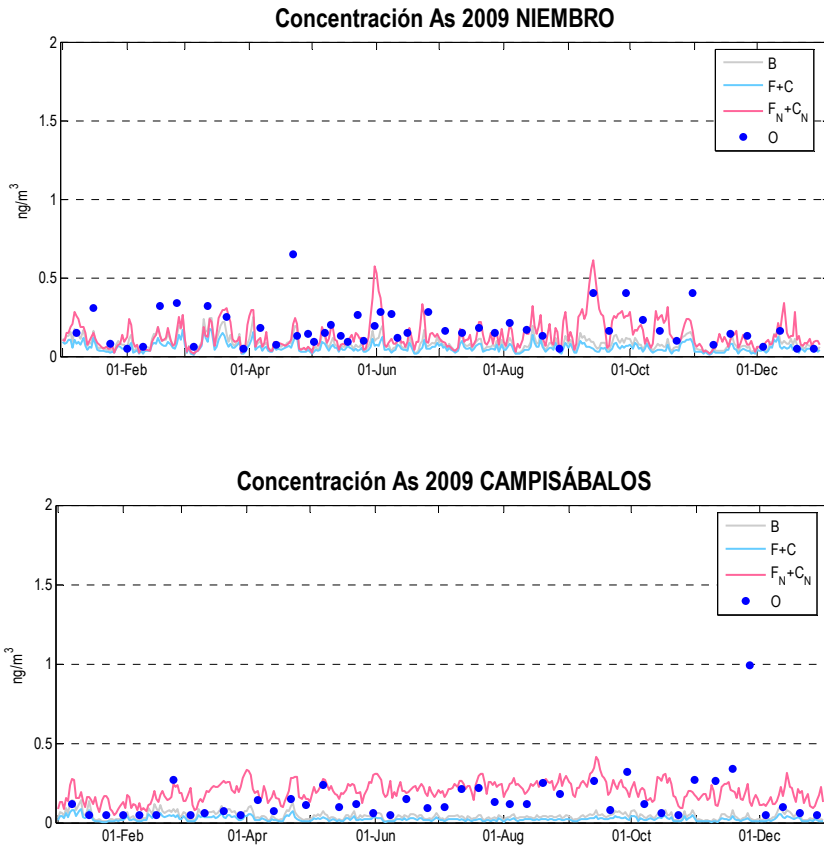 Concentración As 2009 NIEMBRO
2
1.5
1
0.5
0
ng/m3
B
F+C
FN+CN
O
01-Feb 01-Apr 01-Jun 01-Aug 01-Oct 01-Dec
Concentración As 2009 CAMPISÁBALOS
2
1.5
1
0.5
0
ng/m3
B
F+C
FN+CN
O
01-Feb 01-Apr 01-Jun 01-Aug 01-Oct 01-Dec